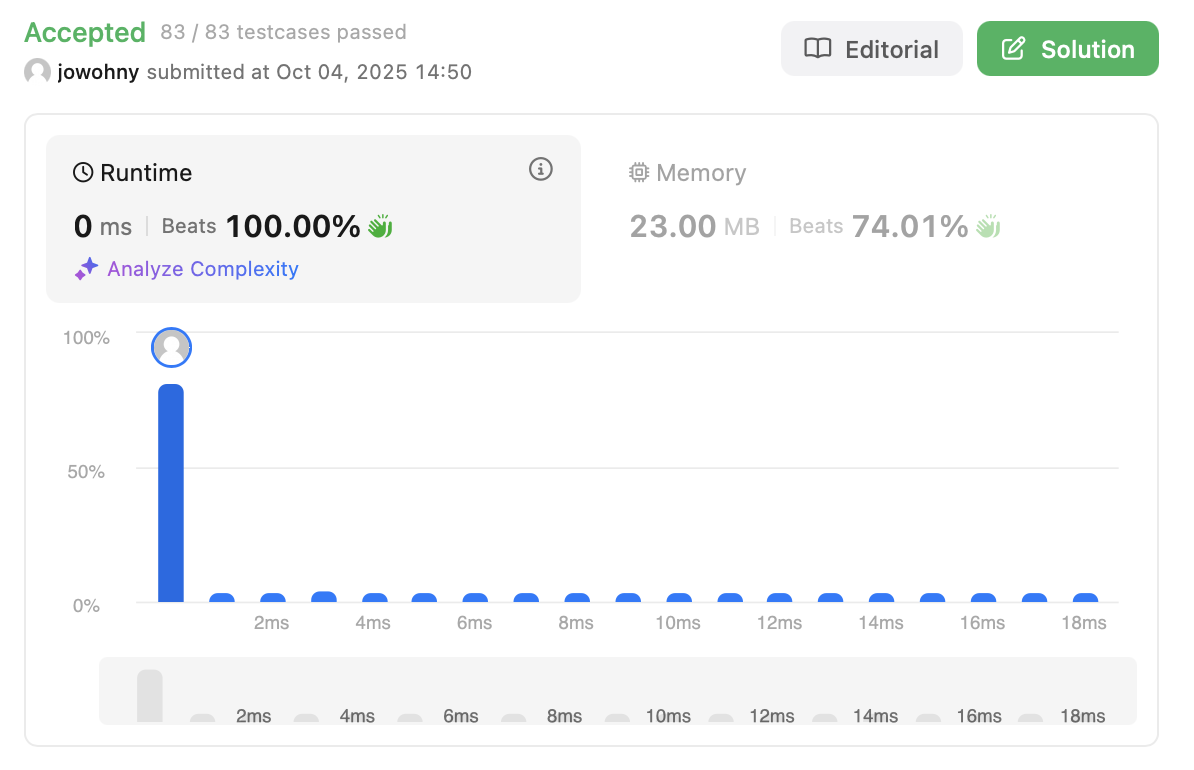 Accepted 83 / 83 testcases passed
jowohny submitted at Oct 04, 2025 14:50
Editorial
Solution
Runtime
0 ms Beats 100.00%
Analyze Complexity
Memory
23.00 MB Beats 74.01%
100%
50%
0%
2ms 4ms 6ms 8ms 10ms 12ms 14ms 16ms 18ms
2ms 4ms 6ms 8ms 10ms 12ms 14ms 16ms 18ms